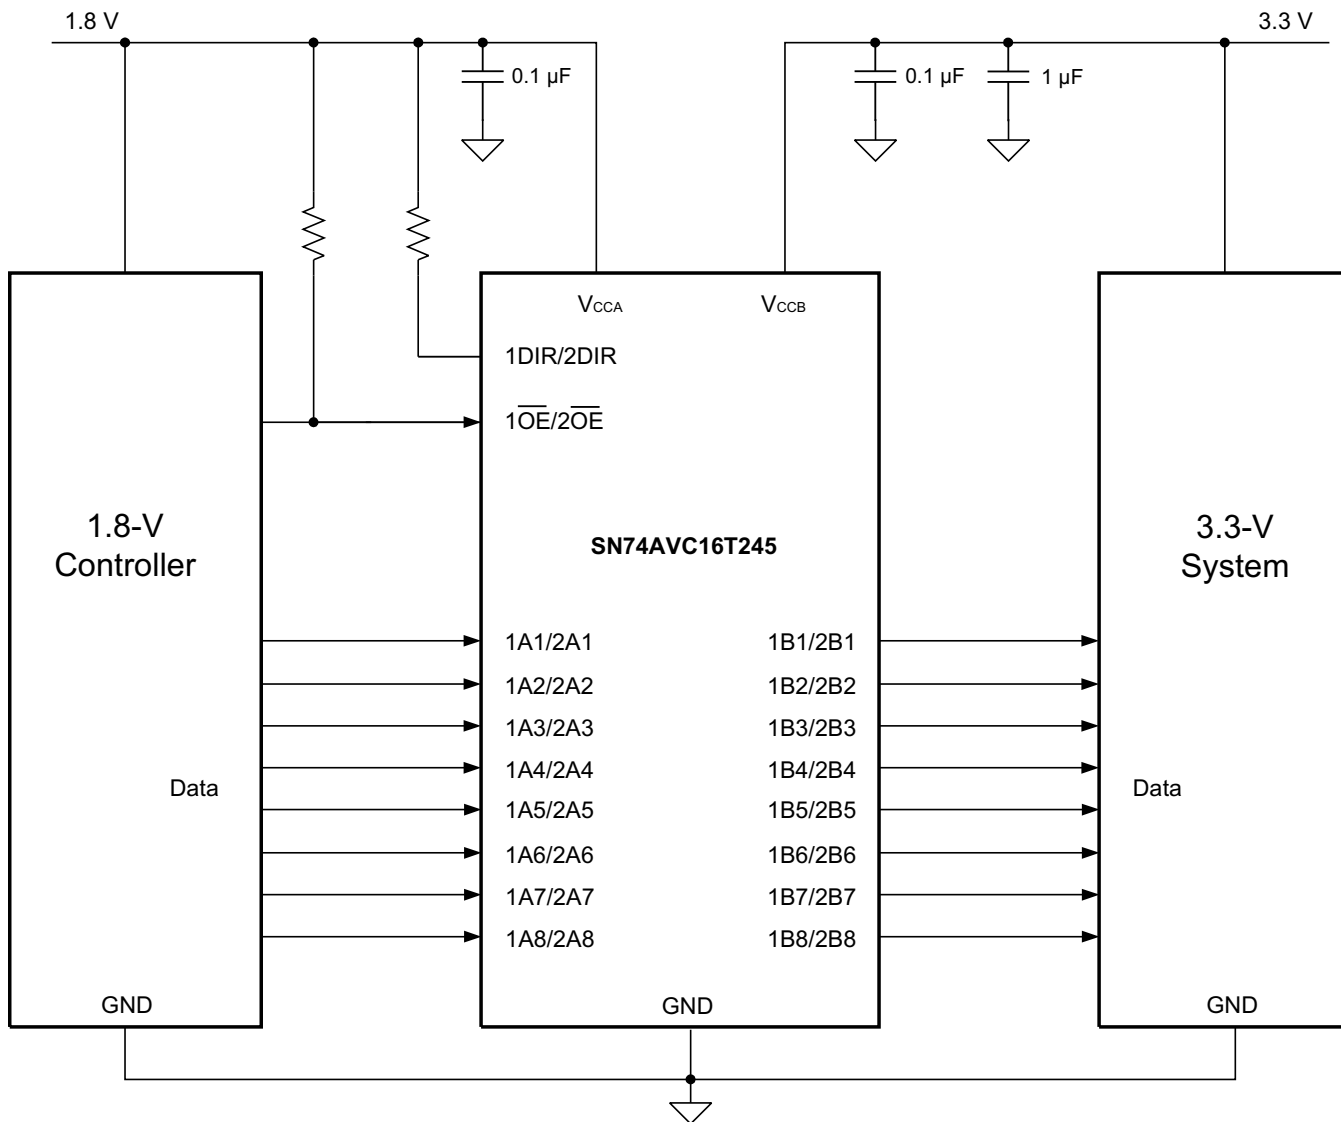 1.8 V
3.3 V
0.1 µF
0.1 µF
1 µF
VCCA
VCCB
1DIR/2DIR
1O̅E̅/2O̅E̅
1.8-V
Controller
SN74AVC16T245
3.3-V
System
1A1/2A1
1B1/2B1
1A2/2A2
1B2/2B2
1A3/2A3
1B3/2B3
1A4/2A4
1B4/2B4
Data
Data
1A5/2A5
1B5/2B5
1A6/2A6
1B6/2B6
1A7/2A7
1B7/2B7
1A8/2A8
1B8/2B8
GND
GND
GND